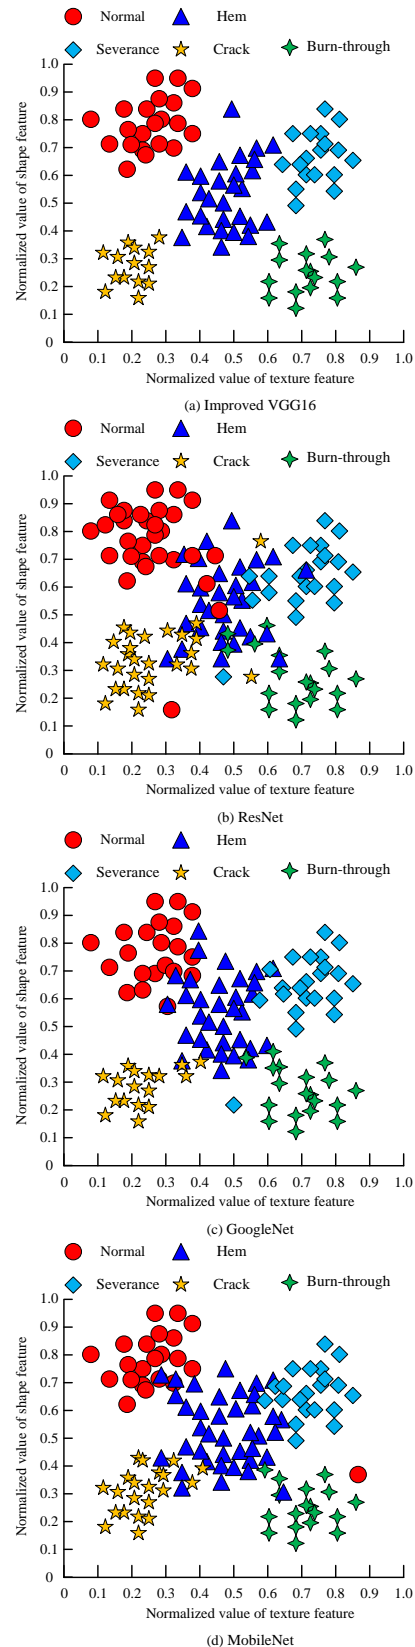 Normal Hem
Severance Crack Burn-through
1.0
0.9
0.8
0.7
0.6
0.5
0.4
0.3
0.2
0.1
0
Normalized value of shape feature
0 0.1 0.2 0.3 0.4 0.5 0.6 0.7 0.8 0.9 1.0
Normalized value of texture feature
(a) Improved VGG16
Normal Hem
Severance Crack Burn-through
1.0
0.9
0.8
0.7
0.6
0.5
0.4
0.3
0.2
0.1
0
Normalized value of shape feature
0 0.1 0.2 0.3 0.4 0.5 0.6 0.7 0.8 0.9 1.0
Normalized value of texture feature
(b) ResNet
Normal Hem
Severance Crack Burn-through
1.0
0.9
0.8
0.7
0.6
0.5
0.4
0.3
0.2
0.1
0
Normalized value of shape feature
0 0.1 0.2 0.3 0.4 0.5 0.6 0.7 0.8 0.9 1.0
Normalized value of texture feature
(c) GoogleNet
Normal Hem
Severance Crack Burn-through
1.0
0.9
0.8
0.7
0.6
0.5
0.4
0.3
0.2
0.1
0
Normalized value of shape feature
0 0.1 0.2 0.3 0.4 0.5 0.6 0.7 0.8 0.9 1.0
Normalized value of texture feature
(d) MobileNet